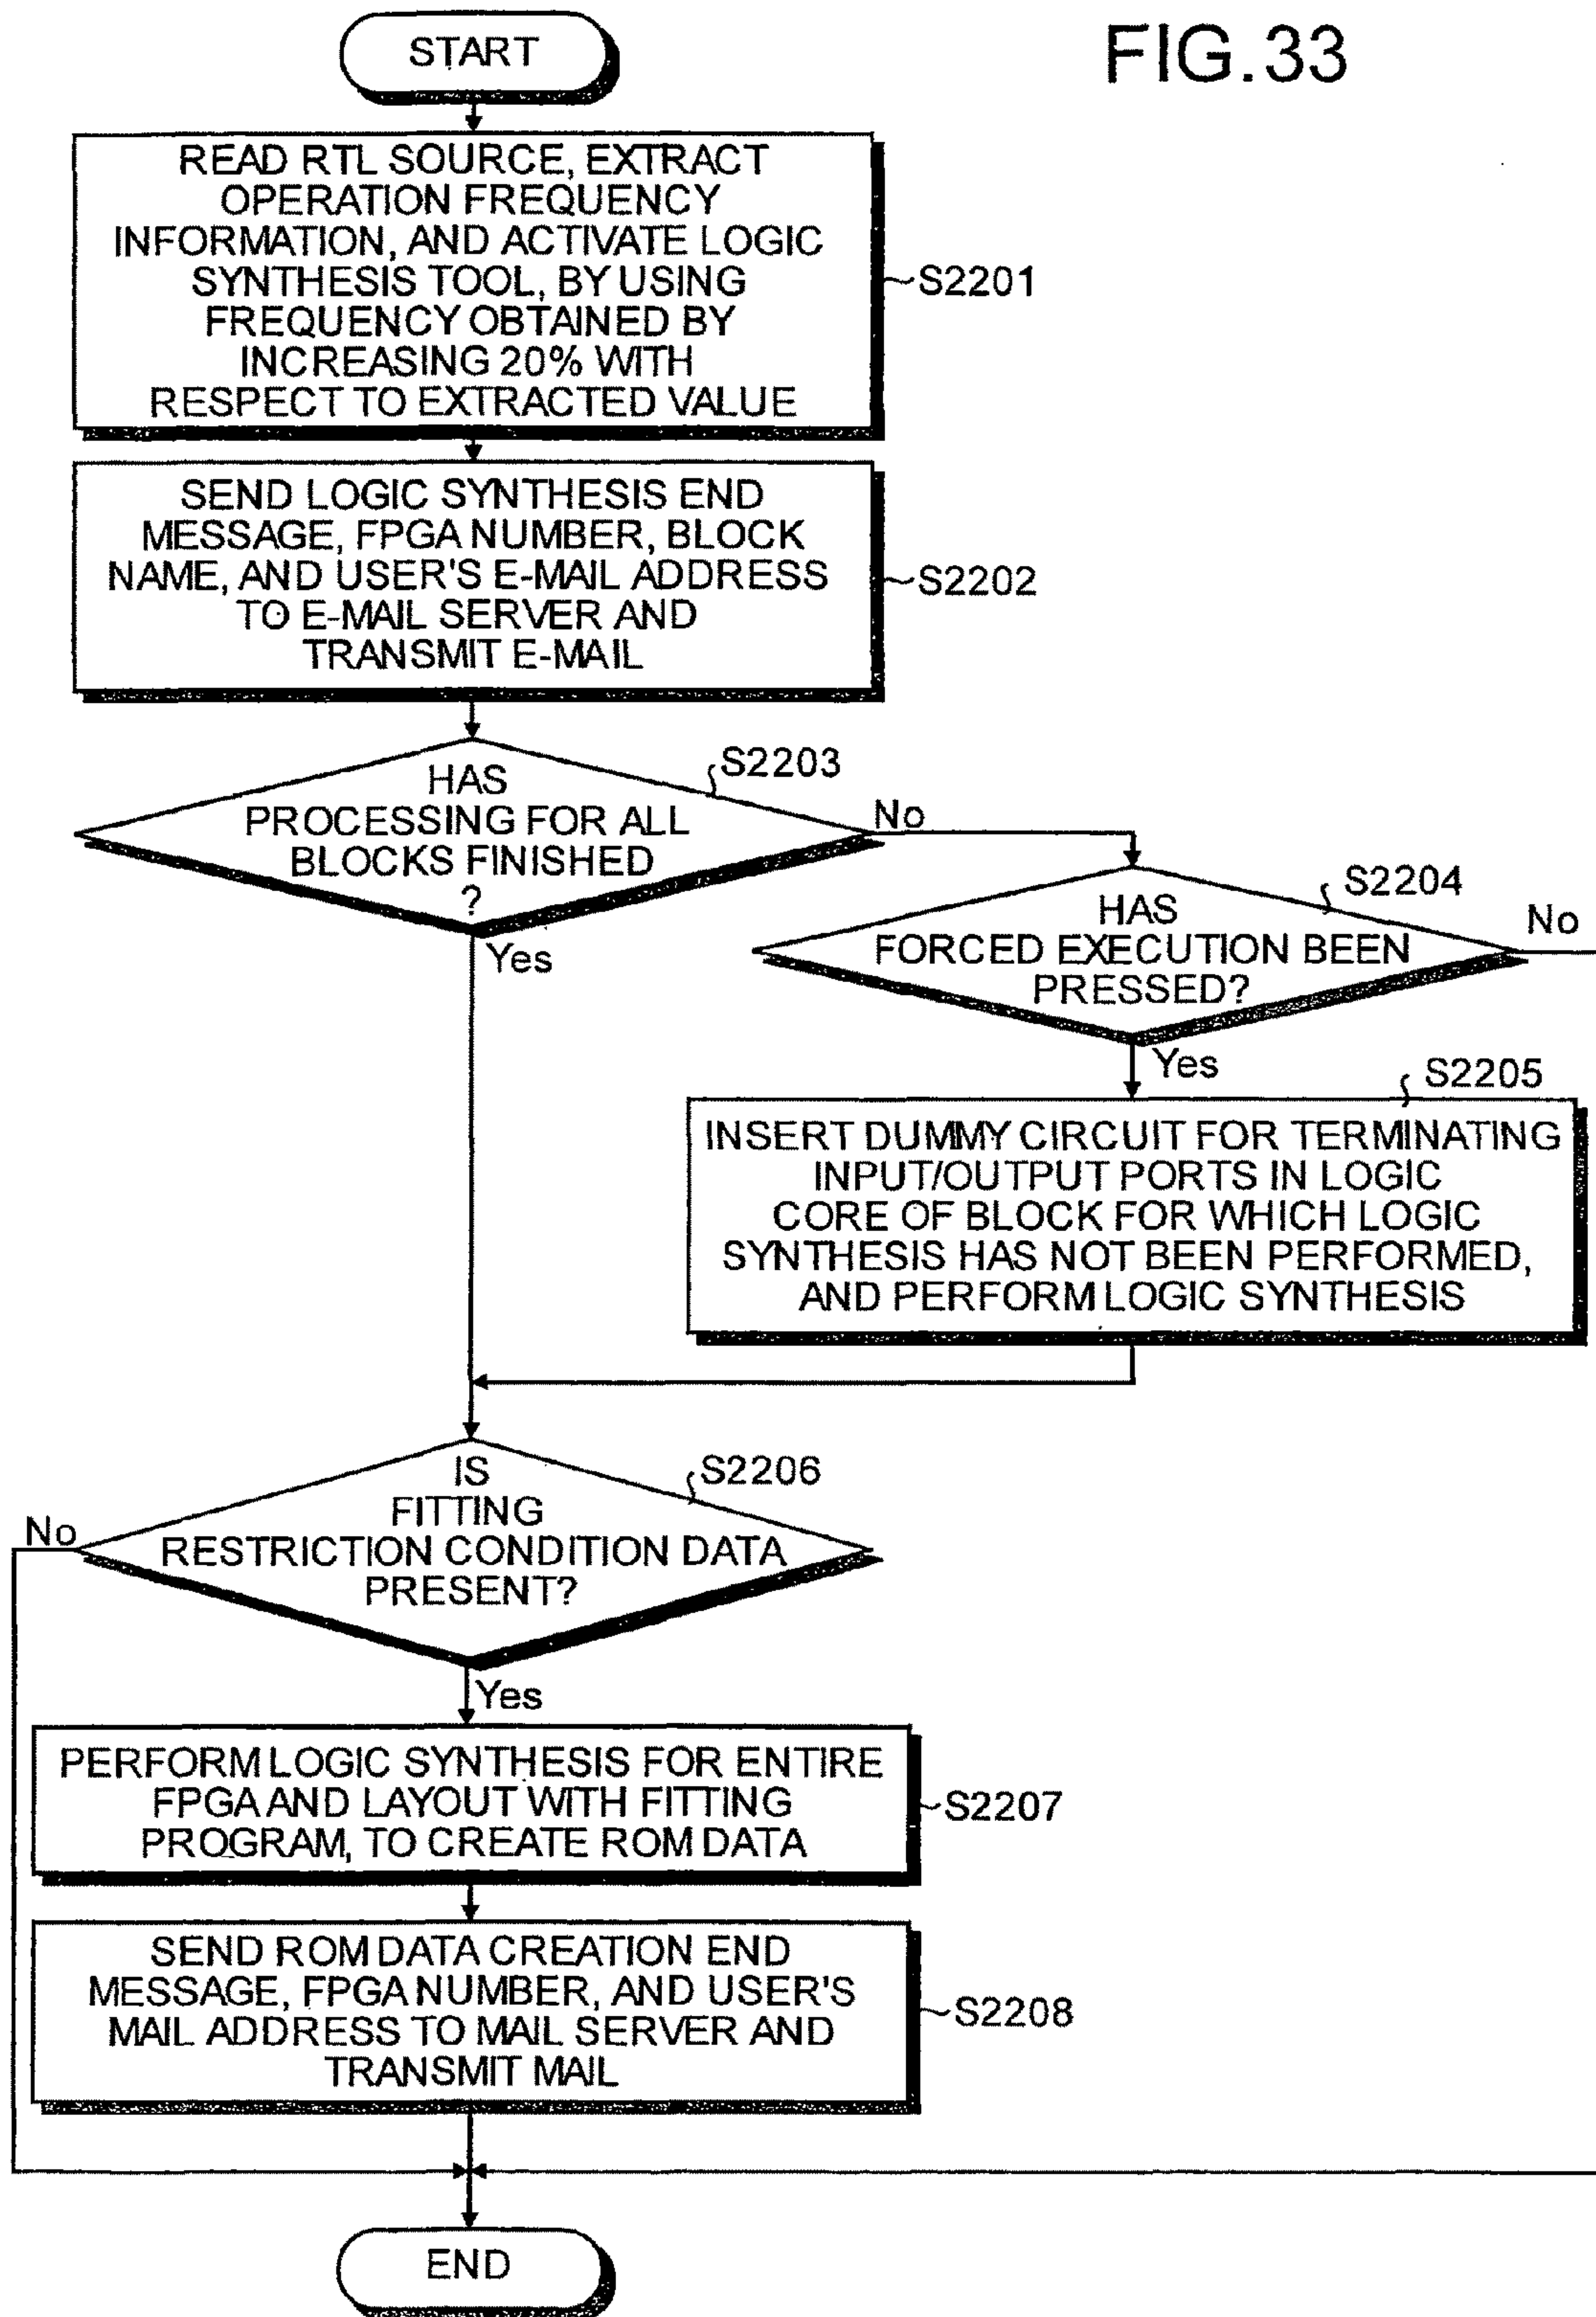 FIG.33
START
READ RTL SOURCE, EXTRACT
OPERATION FREQUENCY
INFORMATION, AND ACTIVATE LOGIC
SYNTHESIS TOOL, BY USING
FREQUENCY OBTAINED BY
INCREASING 20% WITH
RESPECT TO EXTRACTED VALUE
S2201
SEND LOGIC SYNTHESIS END
MESSAGE, FPGA NUMBER, BLOCK
NAME, AND USER'S E-MAIL ADDRESS
TO E-MAIL SERVER AND
TRANSMIT E-MAIL
S2202
HAS
PROCESSING FOR ALL
BLOCKS FINISHED
?
S2203
No
Yes
HAS
FORCED EXECUTION BEEN
PRESSED?
S2204
No
Yes
S2205
INSERT DUMMY CIRCUIT FOR TERMINATING
INPUT/OUTPUT PORTS IN LOGIC
CORE OF BLOCK FOR WHICH LOGIC
SYNTHESIS HAS NOT BEEN PERFORMED,
AND PERFORM LOGIC SYNTHESIS
IS
FITTING
RESTRICTION CONDITION DATA
PRESENT?
S2206
No
Yes
PERFORM LOGIC SYNTHESIS FOR ENTIRE
FPGA AND LAYOUT WITH FITTING
PROGRAM, TO CREATE ROM DATA
S2207
SEND ROM DATA CREATION END
MESSAGE, FPGA NUMBER, AND USER'S
MAIL ADDRESS TO MAIL SERVER AND
TRANSMIT MAIL
S2208
END